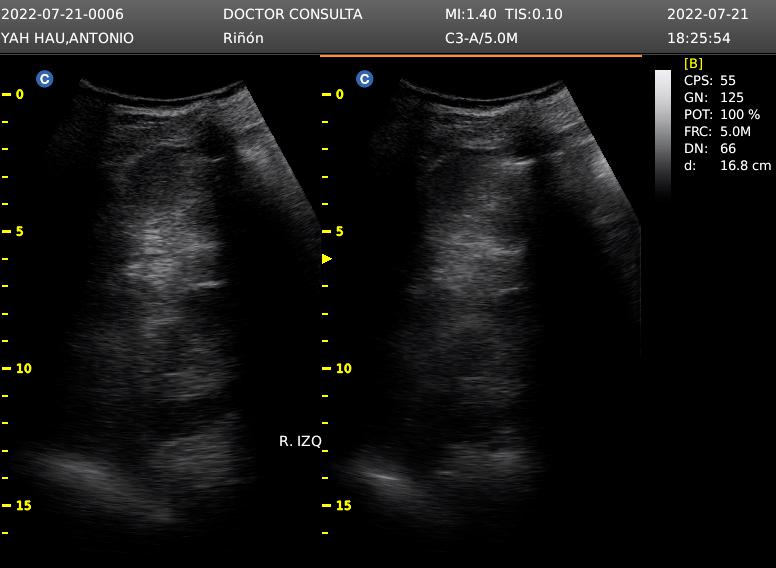 2022-07-21-0006 DOCTOR CONSULTA MI:1.40 TIS:0.10 2022-07-21
YAH HAU,ANTONIO Riñón C3-A/5.0M 18:25:54
[B]
CPS: 55
GN: 125
POT: 100 %
FRC: 5.0M
DN: 66
d: 16.8 cm
C C
0 0
5 5
10 10
R. IZQ
15 15